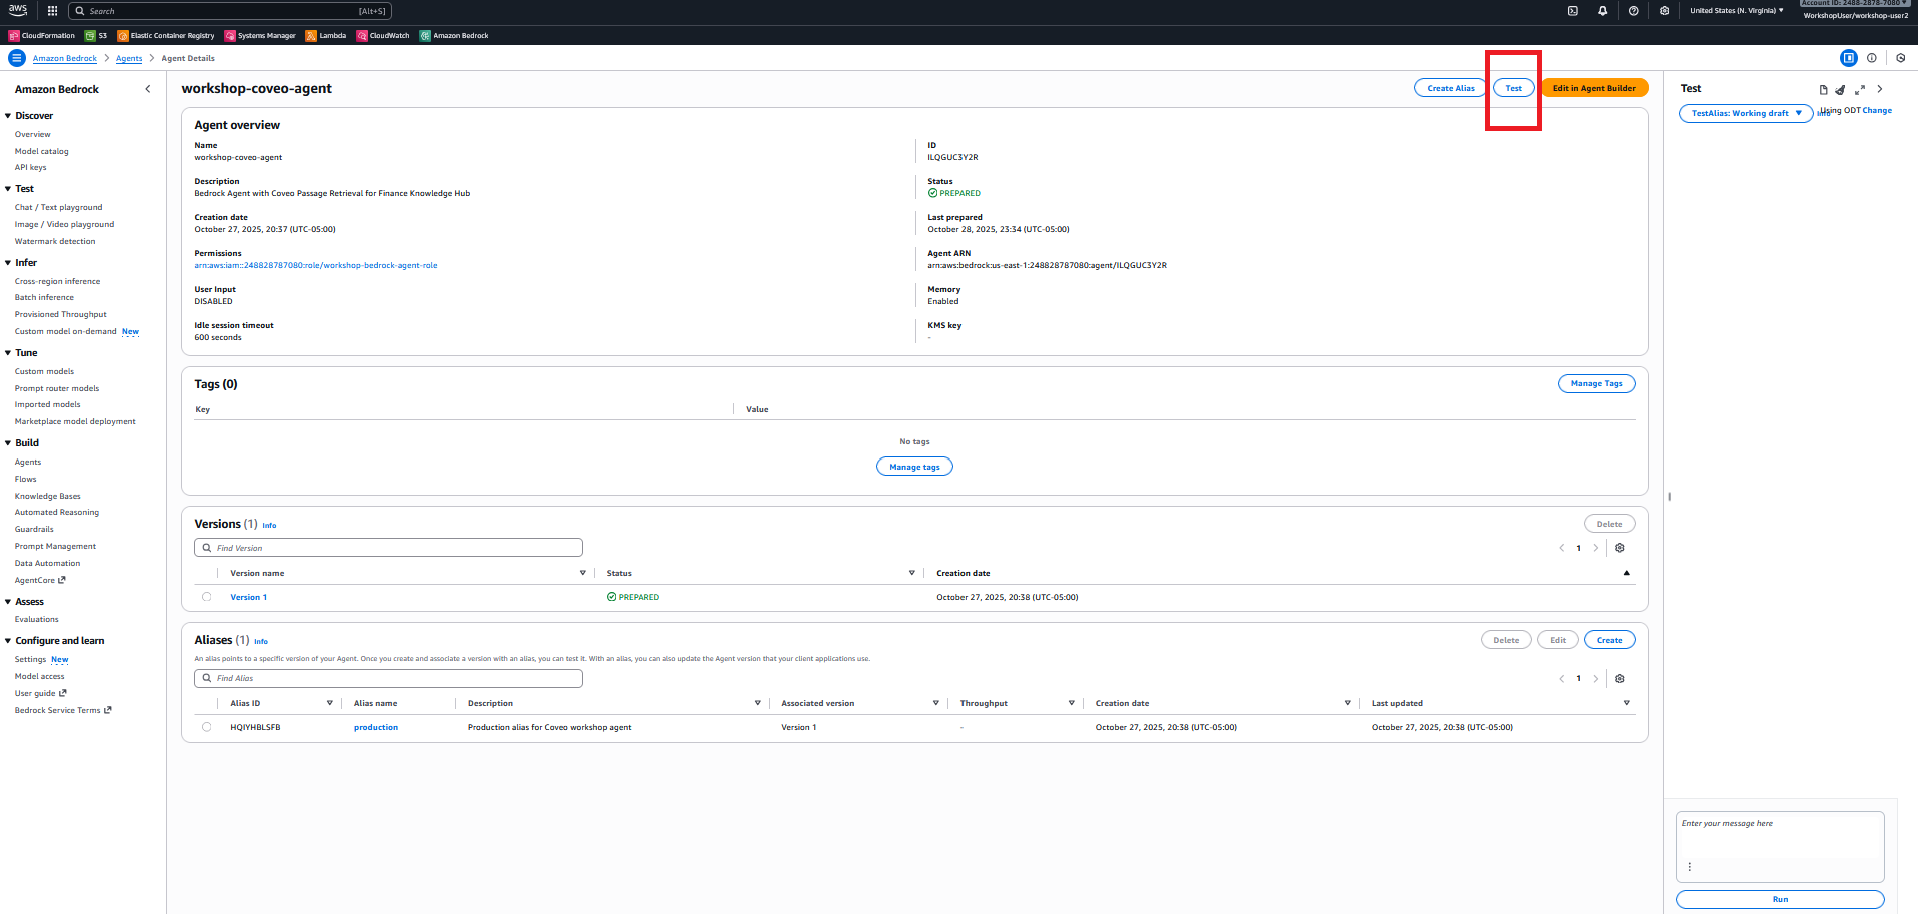 aws
Search [Alt+S]
United States (N. Virginia)
Account ID: 2488-2878-7080
WorkshopUser/workshop-user2
CloudFormation S3 Elastic Container Registry Systems Manager Lambda CloudWatch Amazon Bedrock
Amazon Bedrock Agents Agent Details
Amazon Bedrock
Discover
Overview
Model catalog
API keys
Test
Chat / Text playground
Image / Video playground
Watermark detection
Infer
Cross-region inference
Batch inference
Provisioned Throughput
Custom model on-demand New
Tune
Custom models
Prompt router models
Imported models
Marketplace model deployment
Build
Agents
Flows
Knowledge Bases
Automated Reasoning
Guardrails
Prompt Management
Data Automation
AgentCore
Assess
Evaluations
Configure and learn
Settings New
Model access
User guide
Bedrock Service Terms
workshop-coveo-agent
Create Alias Test Edit in Agent Builder
Agent overview
Name
workshop-coveo-agent
ID
ILQGUC3Y2R
Description
Bedrock Agent with Coveo Passage Retrieval for Finance Knowledge Hub
Status
PREPARED
Creation date
October 27, 2025, 20:37 (UTC-05:00)
Last prepared
October 28, 2025, 23:34 (UTC-05:00)
Permissions
arn:aws:iam::248828787080:role/workshop-bedrock-agent-role
Agent ARN
arn:aws:bedrock:us-east-1:248828787080:agent/ILQGUC3Y2R
User Input
DISABLED
Memory
Enabled
Idle session timeout
600 seconds
KMS key
-
Tags (0)
Manage Tags
Key Value
No tags
Manage tags
Versions (1) Info
Delete
Find Version
1
Version name Status Creation date
Version 1 PREPARED October 27, 2025, 20:38 (UTC-05:00)
Aliases (1) Info
Delete Edit Create
An alias points to a specific version of your Agent. Once you create and associate a version with an alias, you can test it. With an alias, you can also update the Agent version that your client applications use.
Find Alias
1
Alias ID Alias name Description Associated version Throughput Creation date Last updated
HQIYHBLSFB production Production alias for Coveo workshop agent Version 1 – October 27, 2025, 20:38 (UTC-05:00) October 27, 2025, 20:38 (UTC-05:00)
Test
TestAlias: Working draft Info Using ODT Change
Enter your message here
Run